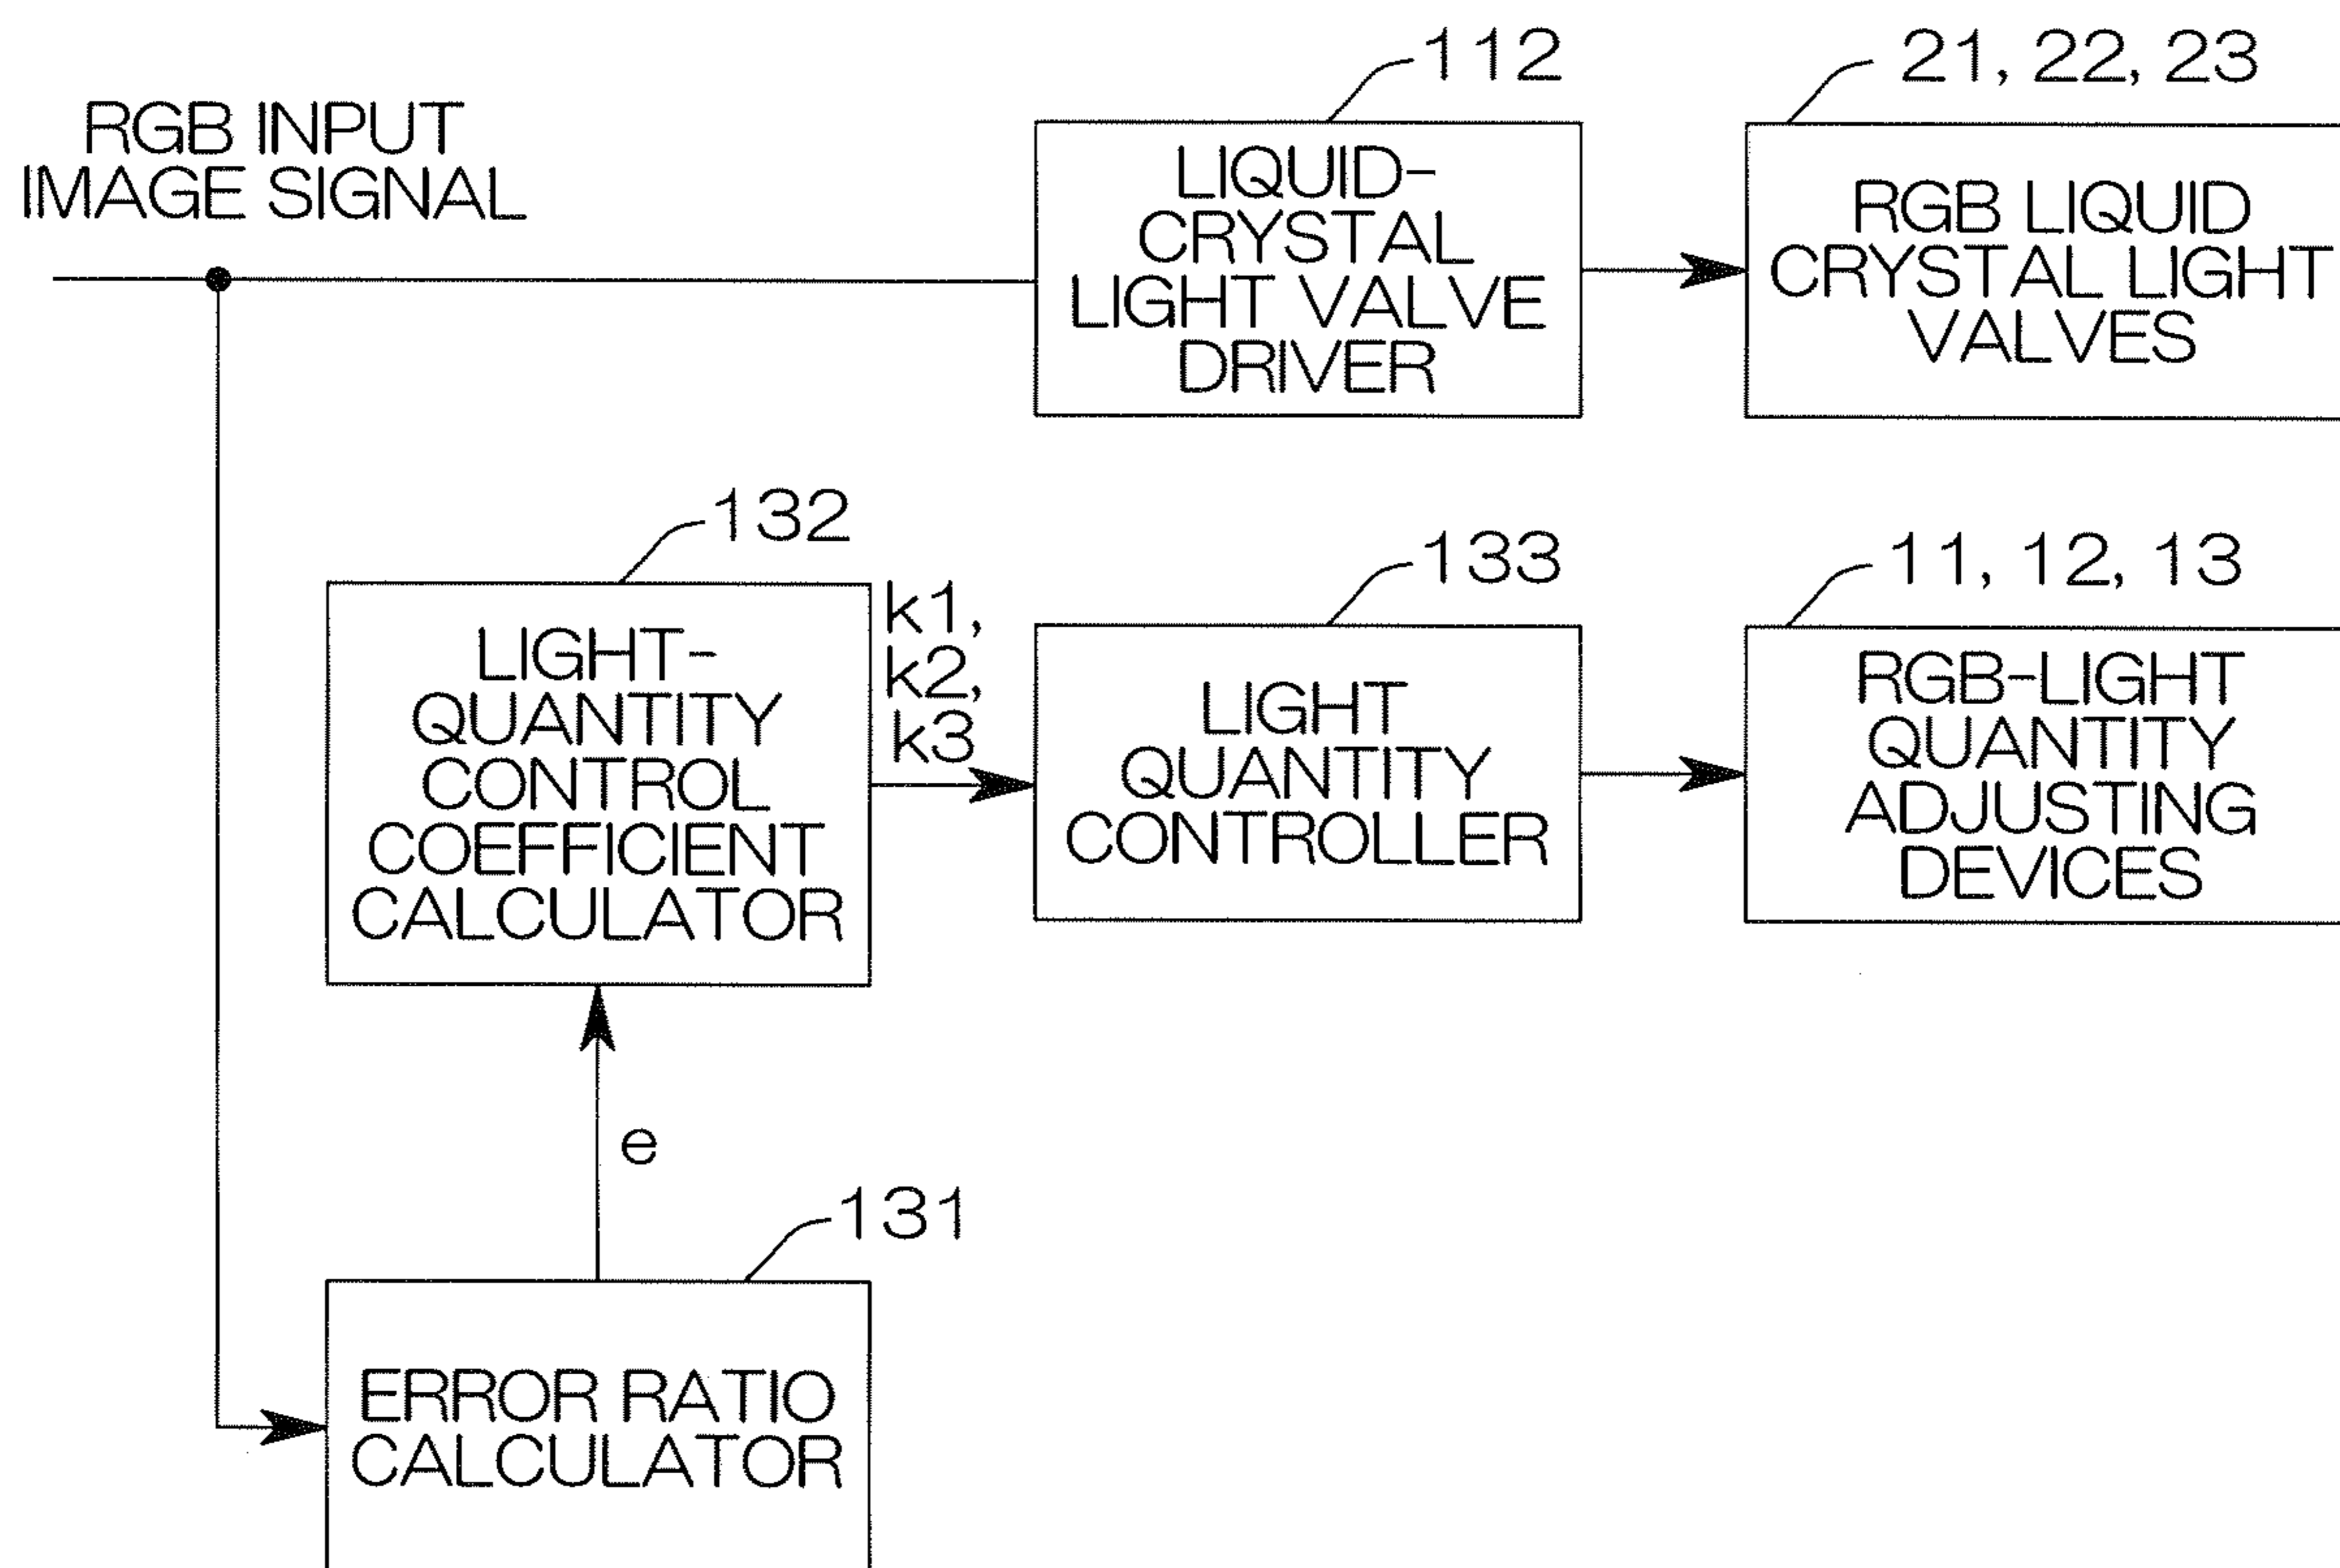 112
21, 22, 23
RGB INPUT
IMAGE SIGNAL
LIQUID-
CRYSTAL
LIGHT VALVE
DRIVER
RGB LIQUID
CRYSTAL LIGHT
VALVES
132
133
11, 12, 13
LIGHT-
QUANTITY
CONTROL
COEFFICIENT
CALCULATOR
k1,
k2,
k3
LIGHT
QUANTITY
CONTROLLER
RGB-LIGHT
QUANTITY
ADJUSTING
DEVICES
e
131
ERROR RATIO
CALCULATOR